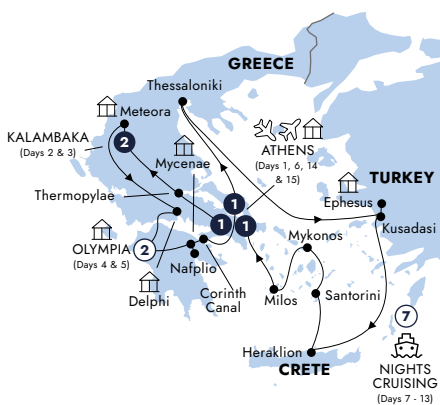 GREECE
Thessaloniki
Meteora
2
KALAMBAKA
(Days 2 & 3)
Mycenae
ATHENS
(Days 1, 6, 14
& 15)
TURKEY
Ephesus
Kusadasi
Thermopylae
1
1
1
OLYMPIA
(Days 4 & 5)
2
Nafplio
Delphi
Corinth
Canal
Mykonos
Milos
Santorini
Heraklion
CRETE
7
NIGHTS
CRUISING
(Days 7 - 13)